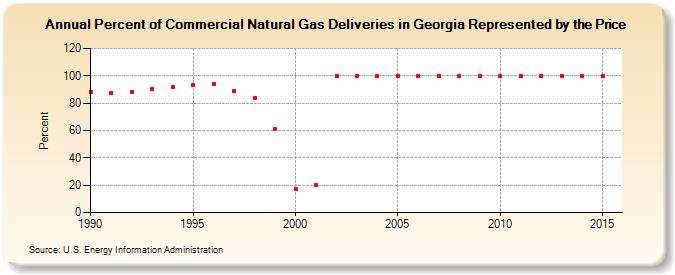 Annual Percent of Commercial Natural Gas Deliveries in Georgia Represented by the Price
Percent
120
100
80
60
40
20
0
1990 1995 2000 2005 2010 2015
Source: U.S. Energy Information Administration